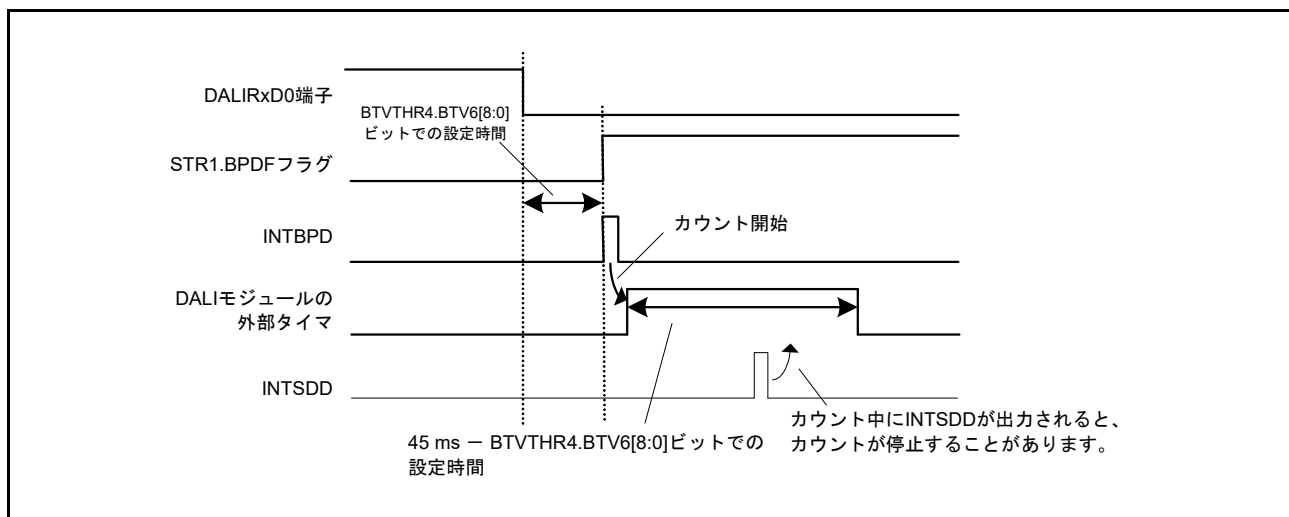 DALIRxD0端子
BTVTHR4.BTV6[8:0]
ビットでの設定時間
STR1.BPDFフラグ
INTBPD
カウント開始
DALIモジュールの
外部タイマ
INTSDD
カウント中にINTSDDが出力されると、
カウントが停止することがあります。
45 ms － BTVTHR4.BTV6[8:0]ビットでの
設定時間